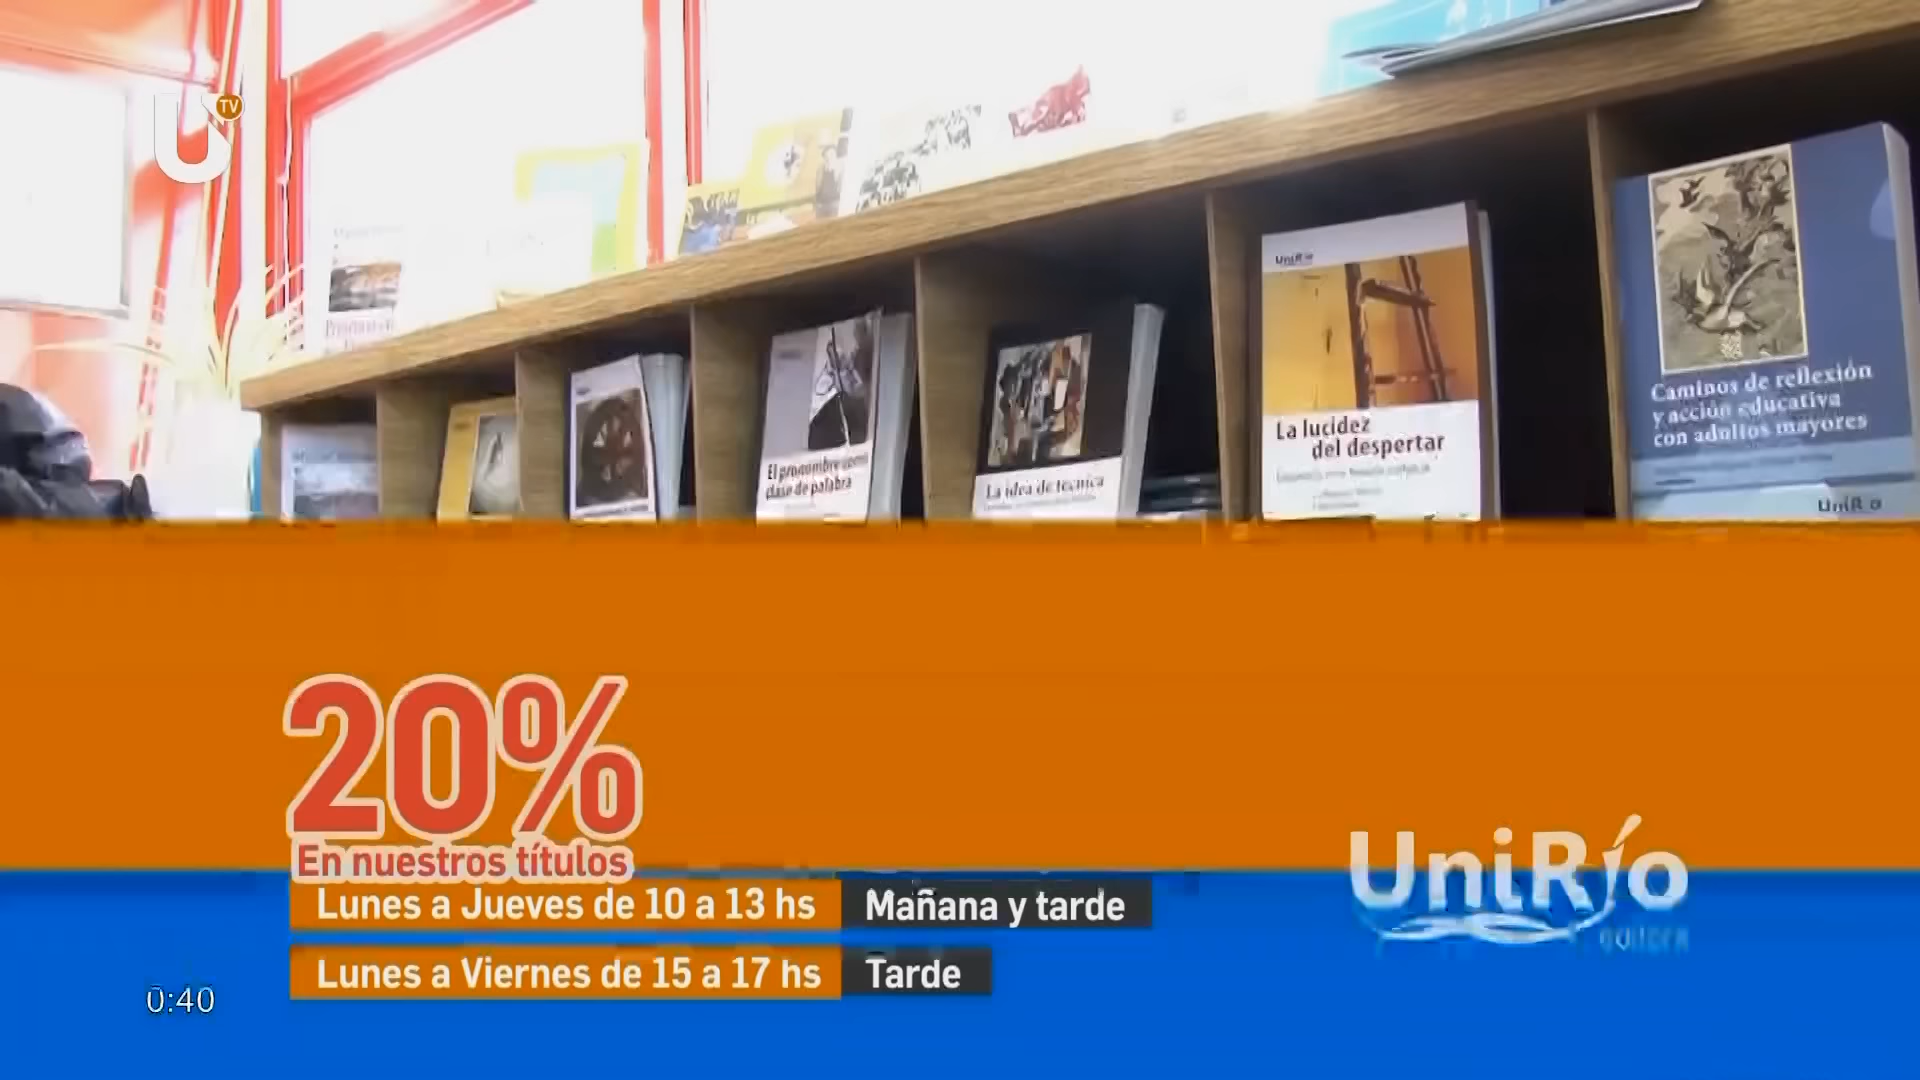 U TV
UniRío
La lucidez
del despertar
Caminos de reflexión
y acción educativa
con adultos mayores
UniRío
El pronombre como
clase de palabra
La idea de técnica
20%
En nuestros títulos
Lunes a Jueves de 10 a 13 hs Mañana y tarde
Lunes a Viernes de 15 a 17 hs Tarde
UniRío
editora
0:40